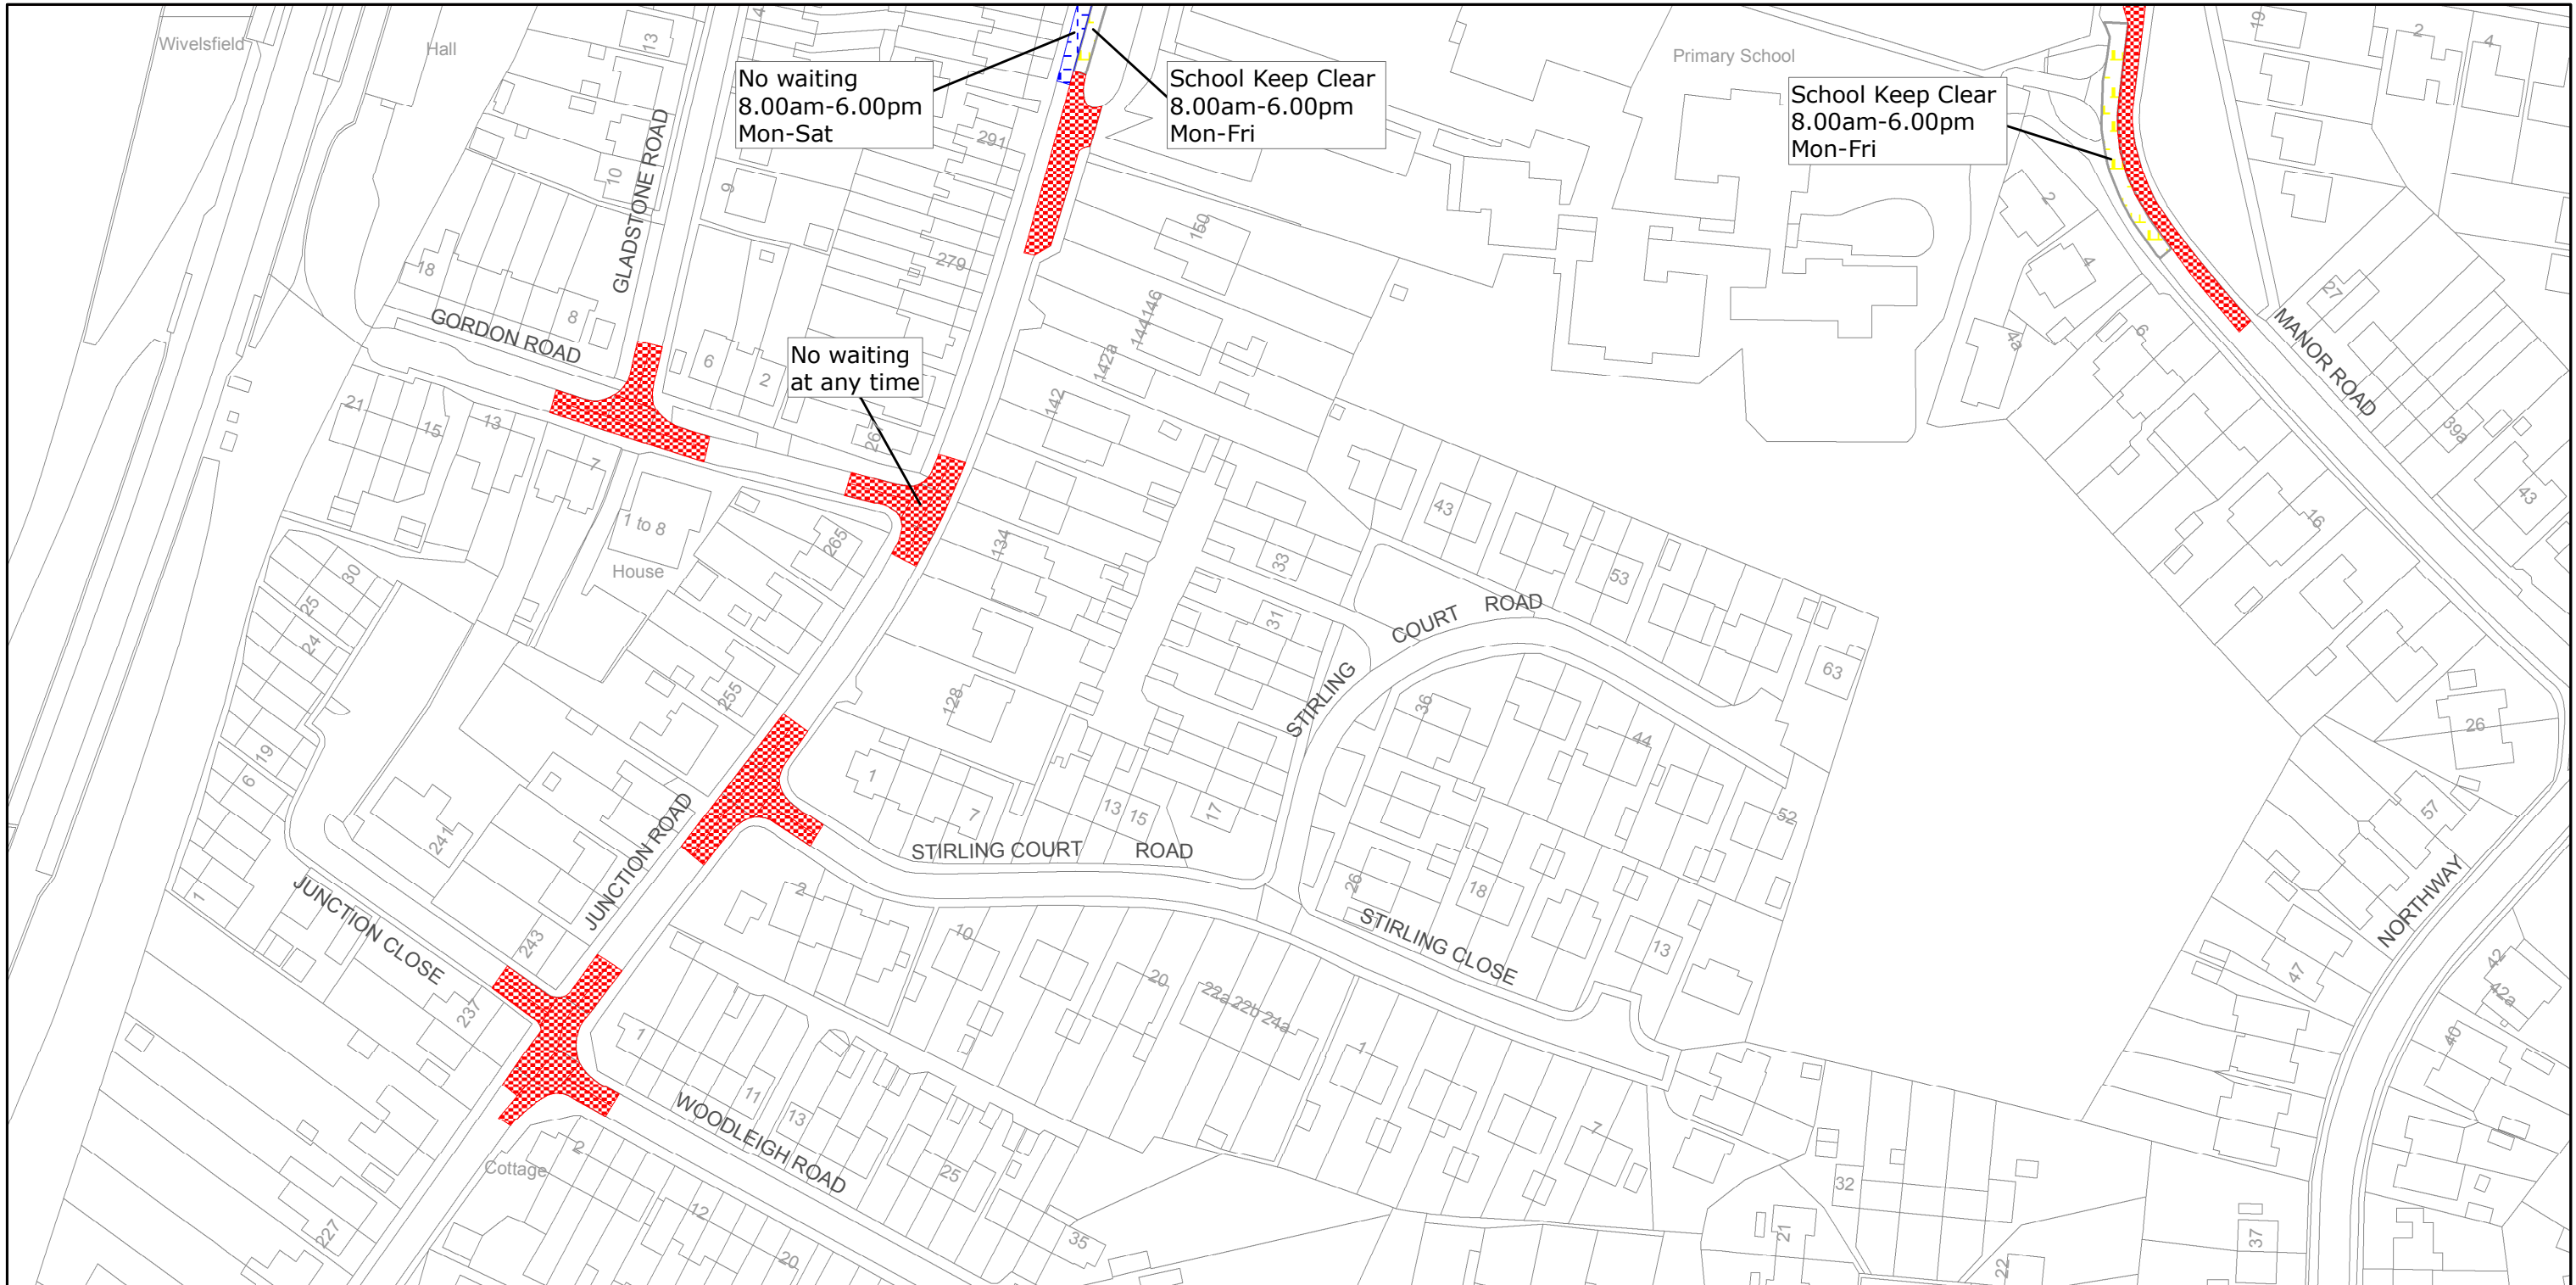 Wivelsfield
Hall
13
4
No waiting
8.00am-6.00pm
Mon-Sat
School Keep Clear
8.00am-6.00pm
Mon-Fri
Primary School
School Keep Clear
8.00am-6.00pm
Mon-Fri
19
2
4
GLADSTONE ROAD
10
9
291
279
150
18
8
GORDON ROAD
6
2
No waiting
at any time
267
146
144
142a
142
2
4
4a
6
27
MANOR ROAD
39a
43
16
21
15
13
7
1 to 8
House
265
134
33
43
53
30
25
24
255
128
31
STIRLING
COURT
ROAD
63
19
6
1
7
13
15
17
36
44
52
26
57
241
JUNCTION ROAD
STIRLING COURT
ROAD
1
JUNCTION CLOSE
243
237
2
10
20
22a
22b
24a
26
18
STIRLING CLOSE
13
NORTHWAY
47
42
42a
40
1
11
13
WOODLEIGH ROAD
25
35
1
7
Cottage
2
12
20
227
32
21
22
37